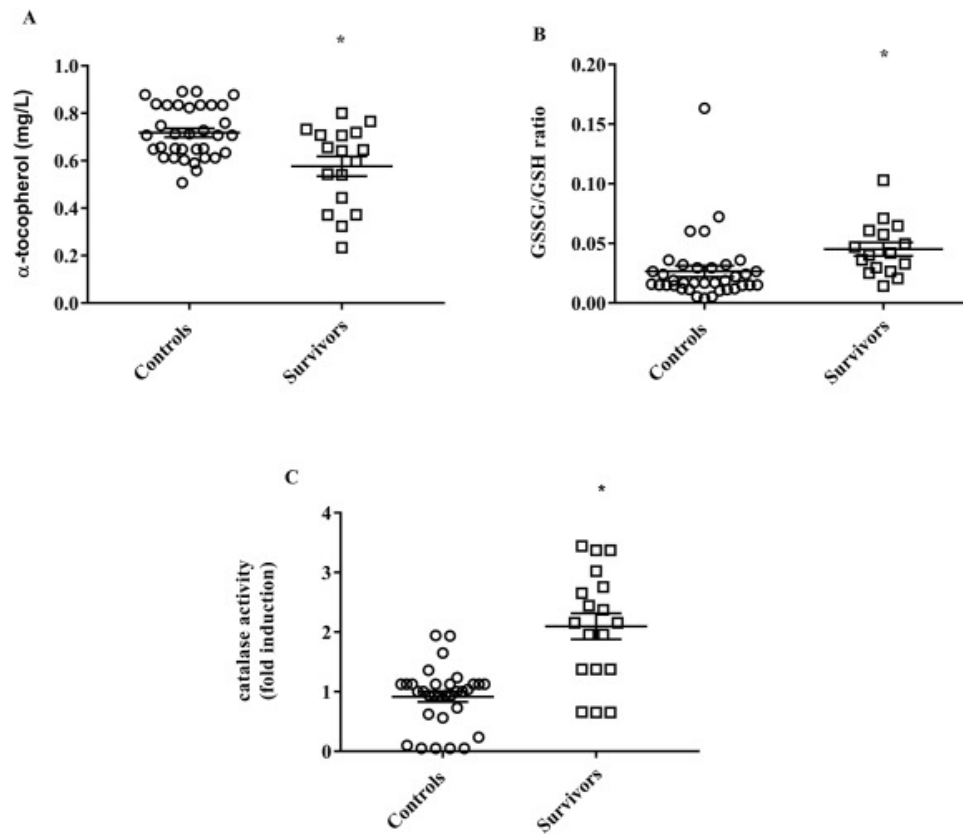 A
*
α-tocopherol (mg/L)
1.0
0.8
0.6
0.4
0.2
0.0
Controls
Survivors
B
*
GSSG/GSH ratio
0.20
0.15
0.10
0.05
0.00
Controls
Survivors
C
*
catalase activity
(fold induction)
4
3
2
1
0
Controls
Survivors